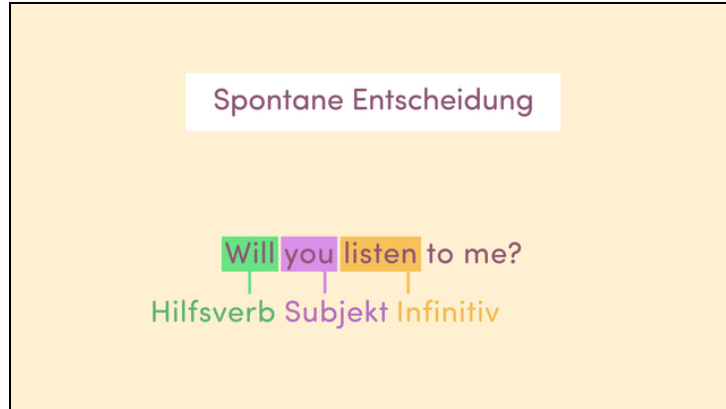 Spontane Entscheidung
Will you listen to me?
Hilfsverb Subjekt Infinitiv